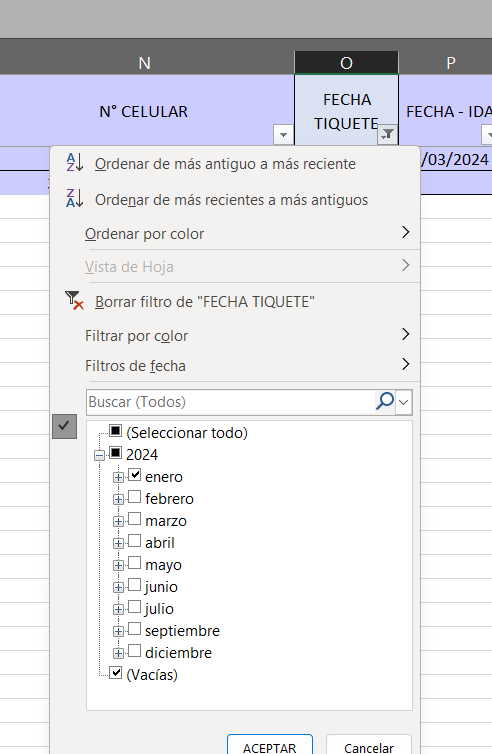 N O P
N° CELULAR
FECHA
TIQUETE
FECHA - IDA
/03/2024
Ordenar de más antiguo a más reciente
Ordenar de más recientes a más antiguos
Ordenar por color
Vista de Hoja
Borrar filtro de "FECHA TIQUETE"
Filtrar por color
Filtros de fecha
Buscar (Todos)
(Seleccionar todo)
2024
enero
febrero
marzo
abril
mayo
junio
julio
septiembre
diciembre
(Vacías)
ACEPTAR Cancelar